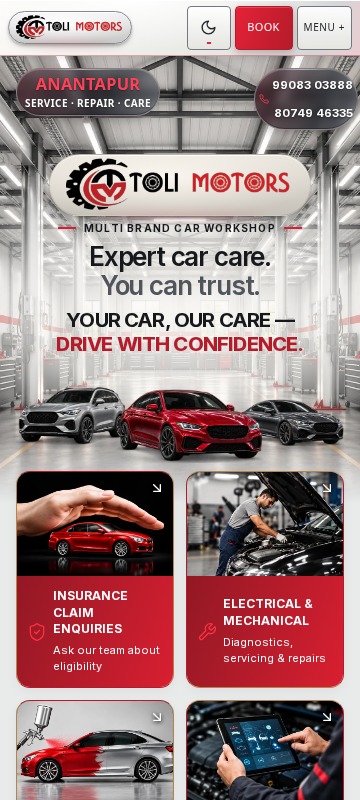 TOLI MOTORS
BOOK
MENU +
ANANTAPUR
SERVICE · REPAIR · CARE
99083 03888
80749 46335
TOLI MOTORS
MULTI BRAND CAR WORKSHOP
Expert car care.
You can trust.
YOUR CAR, OUR CARE —
DRIVE WITH CONFIDENCE.
INSURANCE
CLAIM
ENQUIRIES
Ask our team about
eligibility
ELECTRICAL &
MECHANICAL
Diagnostics,
servicing & repairs